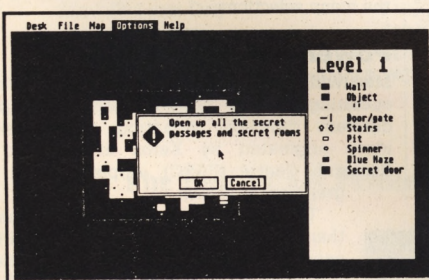 Desk File Map Options Help
Level 1
Wall
Object
Door/gate
Stairs
Pit
Spinner
Blue Haze
Secret door
Open up all the secret
passages and secret rooms
OK Cancel